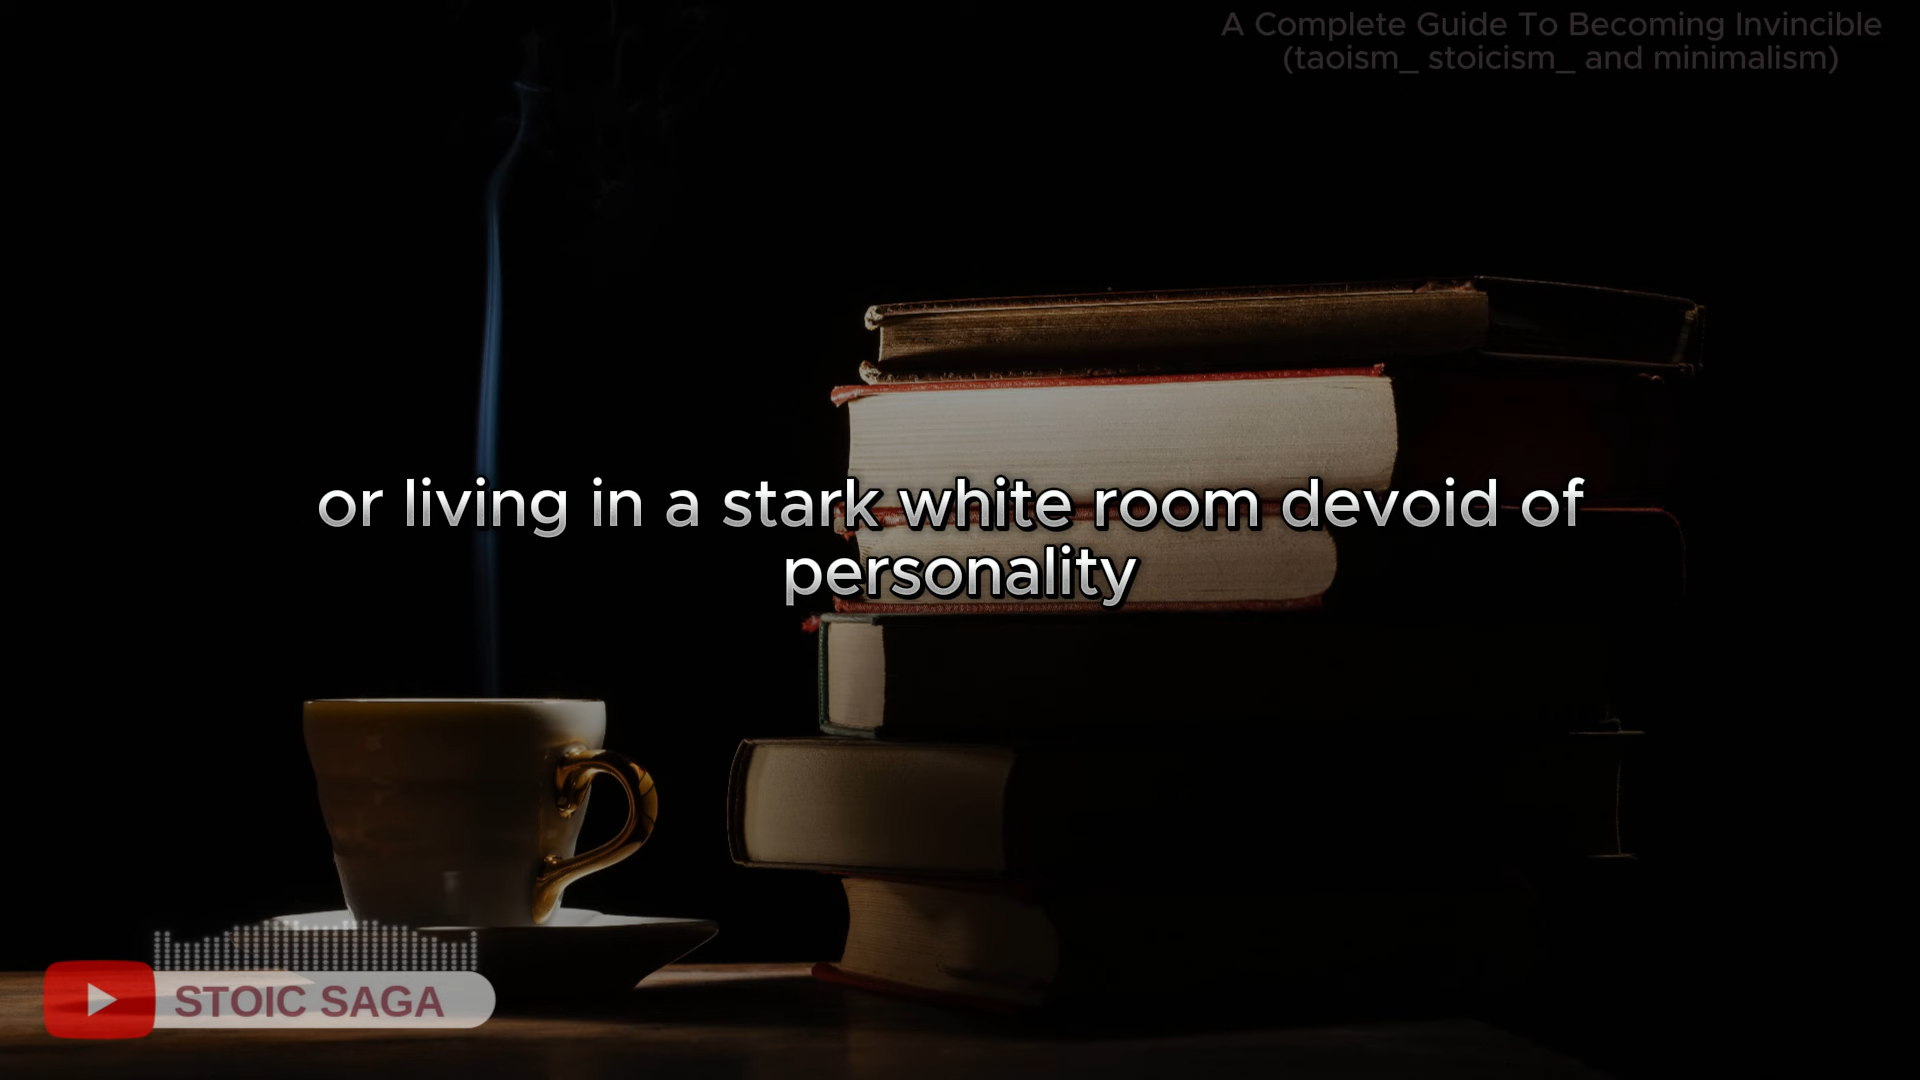 A Complete Guide To Becoming Invincible
(taoism_ stoicism_ and minimalism)
or living in a stark white room devoid of
personality
STOIC SAGA